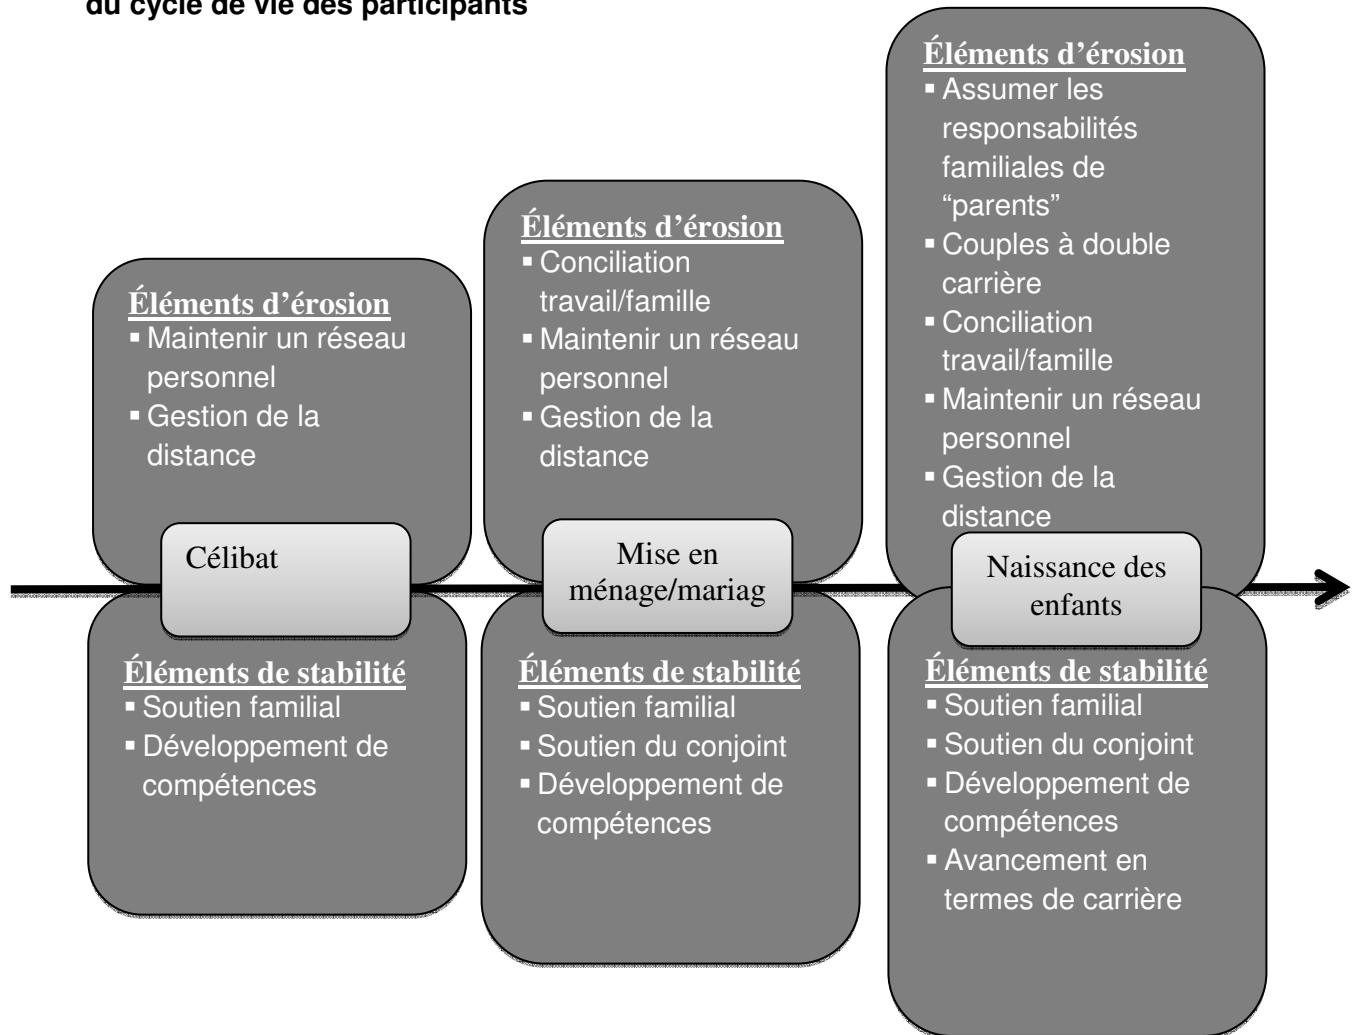 du cycle de vie des participants
Éléments d’érosion
▪ Maintenir un réseau
personnel
▪ Gestion de la
distance
Célibat
Éléments de stabilité
▪ Soutien familial
▪ Développement de
compétences
Éléments d’érosion
▪ Conciliation
travail/famille
▪ Maintenir un réseau
personnel
▪ Gestion de la
distance
Mise en
ménage/mariag
Éléments de stabilité
▪ Soutien familial
▪ Soutien du conjoint
▪ Développement de
compétences
Éléments d’érosion
▪ Assumer les
responsabilités
familiales de
“parents”
▪ Couples à double
carrière
▪ Conciliation
travail/famille
▪ Maintenir un réseau
personnel
▪ Gestion de la
distance
Naissance des
enfants
Éléments de stabilité
▪ Soutien familial
▪ Soutien du conjoint
▪ Développement de
compétences
▪ Avancement en
termes de carrière